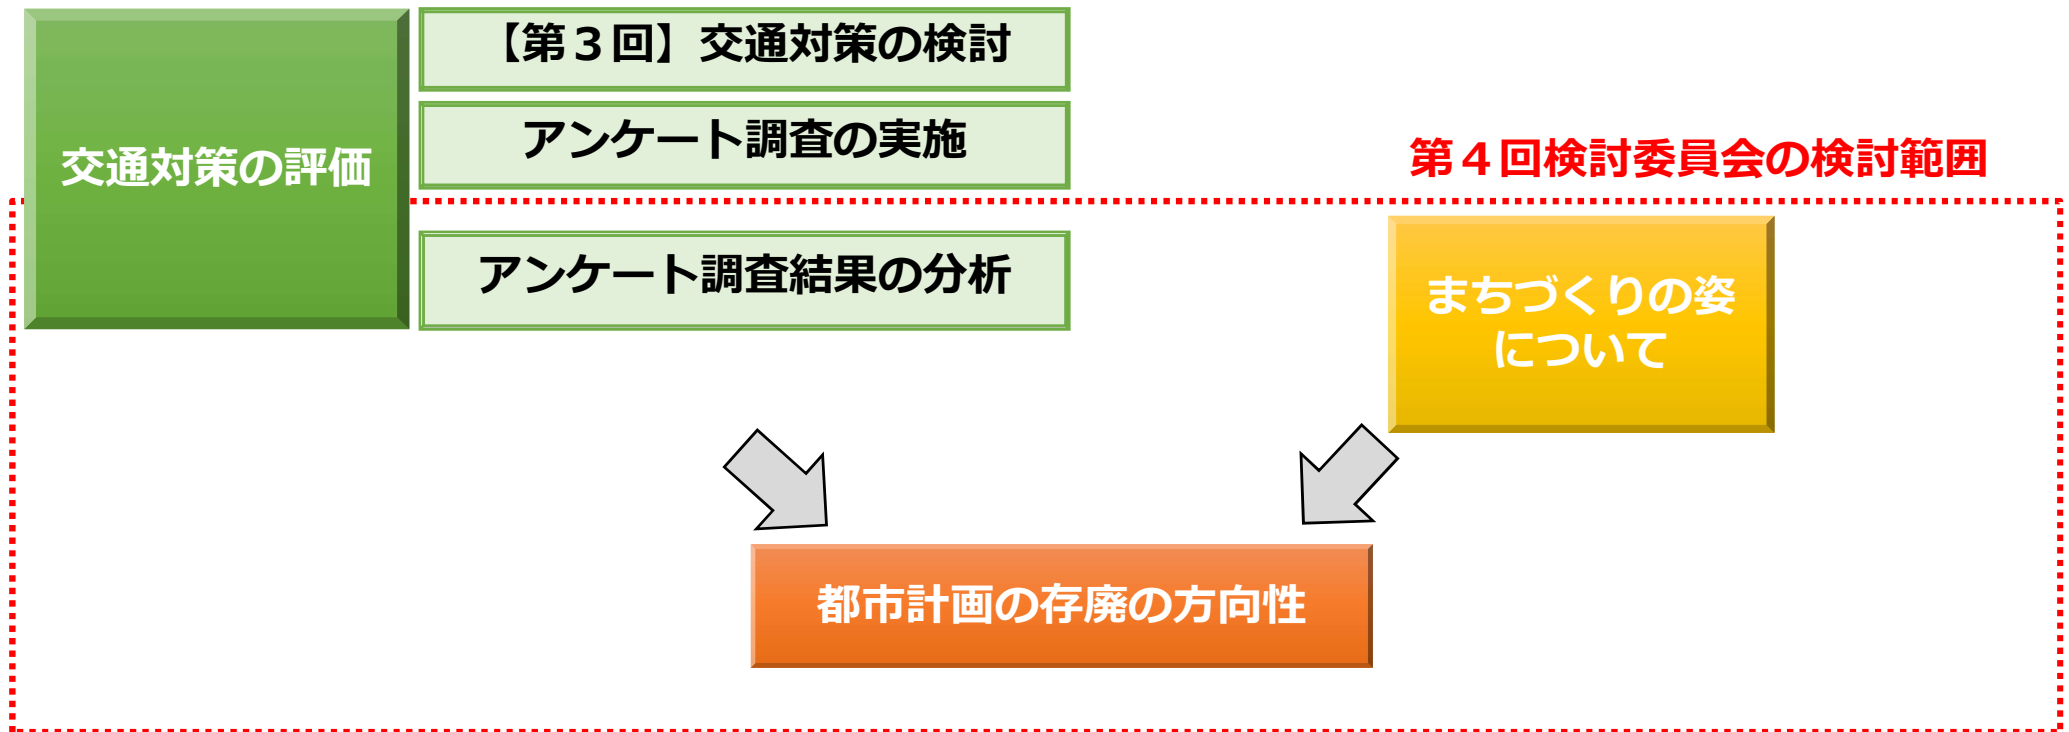 【第３回】交通対策の検討
アンケート調査の実施
交通対策の評価
第４回検討委員会の検討範囲
アンケート調査結果の分析
まちづくりの姿
について
都市計画の存廃の方向性